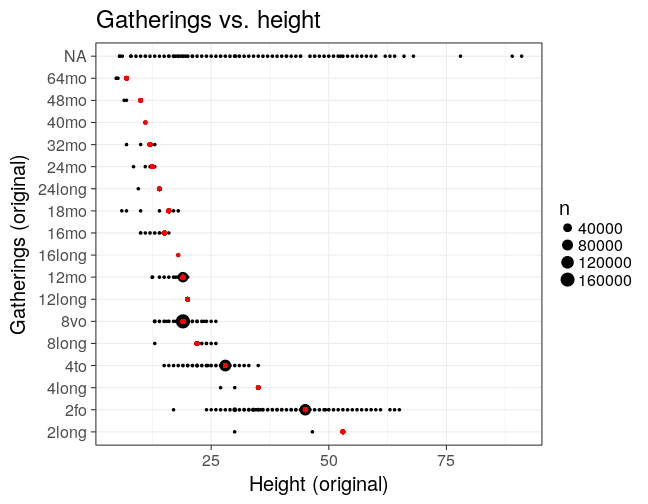 Gatherings vs. height
Gatherings (original)
NA
64mo
48mo
40mo
32mo
24mo
24long
18mo
16mo
16long
12mo
12long
8vo
8long
4to
4long
2fo
2long
25 50 75
Height (original)
n
40000
80000
120000
160000